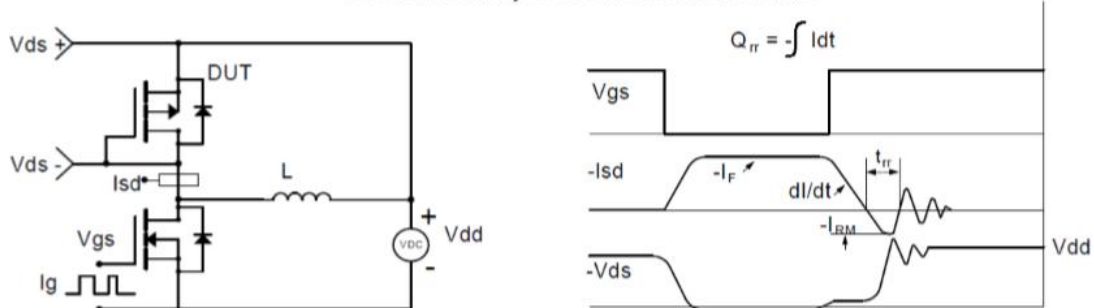 Vds +
DUT
Vds -
Isd
L
Vgs
Ig
VDC
+
-
Vdd
Qrr = -∫ Idt
Vgs
-Isd
-IF
dI/dt
trr
-IRM
Vdd
-Vds